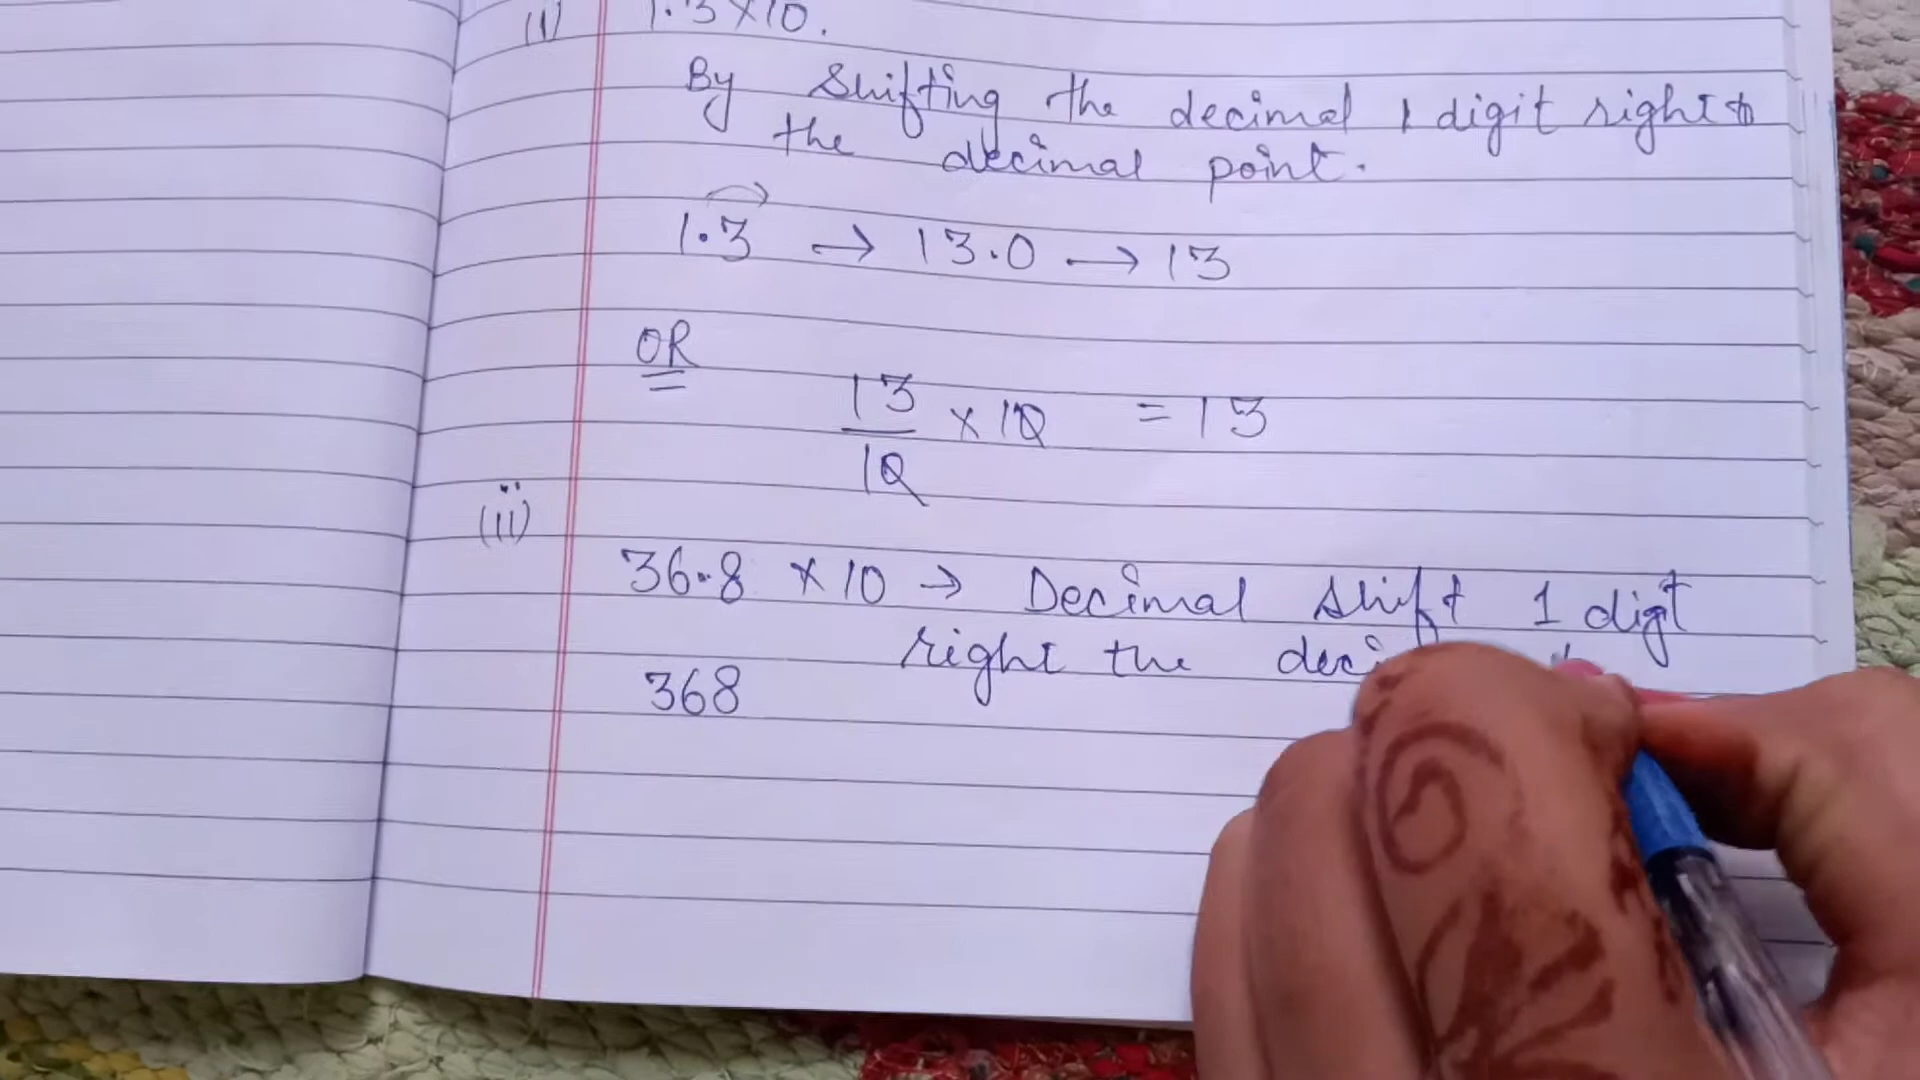 (i) 1.3 × 10.
By Shifting the decimal 1 digit right to
the decimal point.
1.3 → 13.0 → 13
OR
13/10 × 10 = 13
(ii)
36.8 × 10 → Decimal shift 1 digit
right the
368